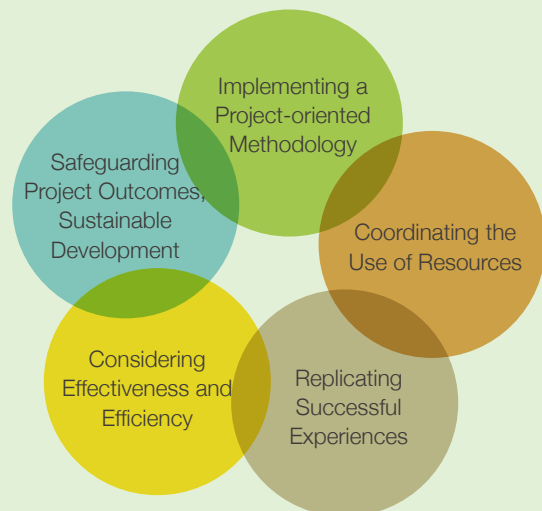 Implementing a
Project-oriented
Methodology
Safeguarding
Project Outcomes,
Sustainable
Development
Coordinating the
Use of Resources
Considering
Effectiveness and
Efficiency
Replicating
Successful
Experiences